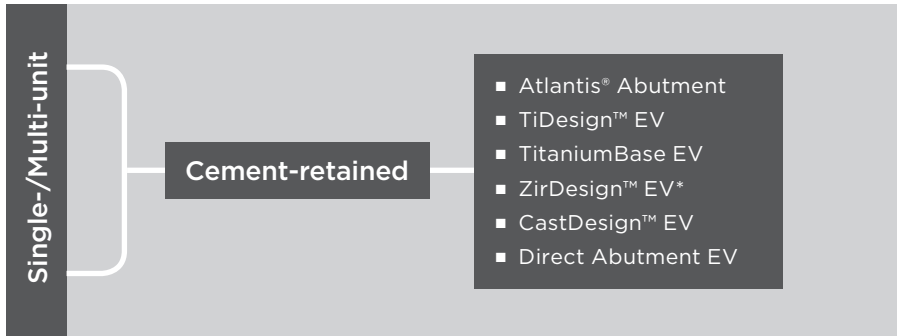 Single-/Multi-unit
Cement-retained
■ Atlantis® Abutment
■ TiDesign™ EV
■ TitaniumBase EV
■ ZirDesign™ EV*
■ CastDesign™ EV
■ Direct Abutment EV